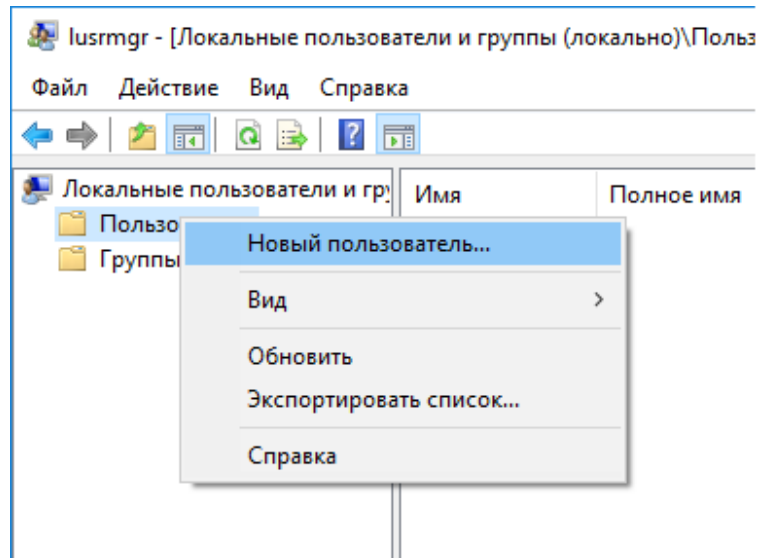 lusrmgr - [Локальные пользователи и группы (локально)\Польз
Файл Действие Вид Справка
Локальные пользователи и гру
Имя Полное имя
Пользо
Группы
Новый пользователь...
Вид
Обновить
Экспортировать список...
Справка